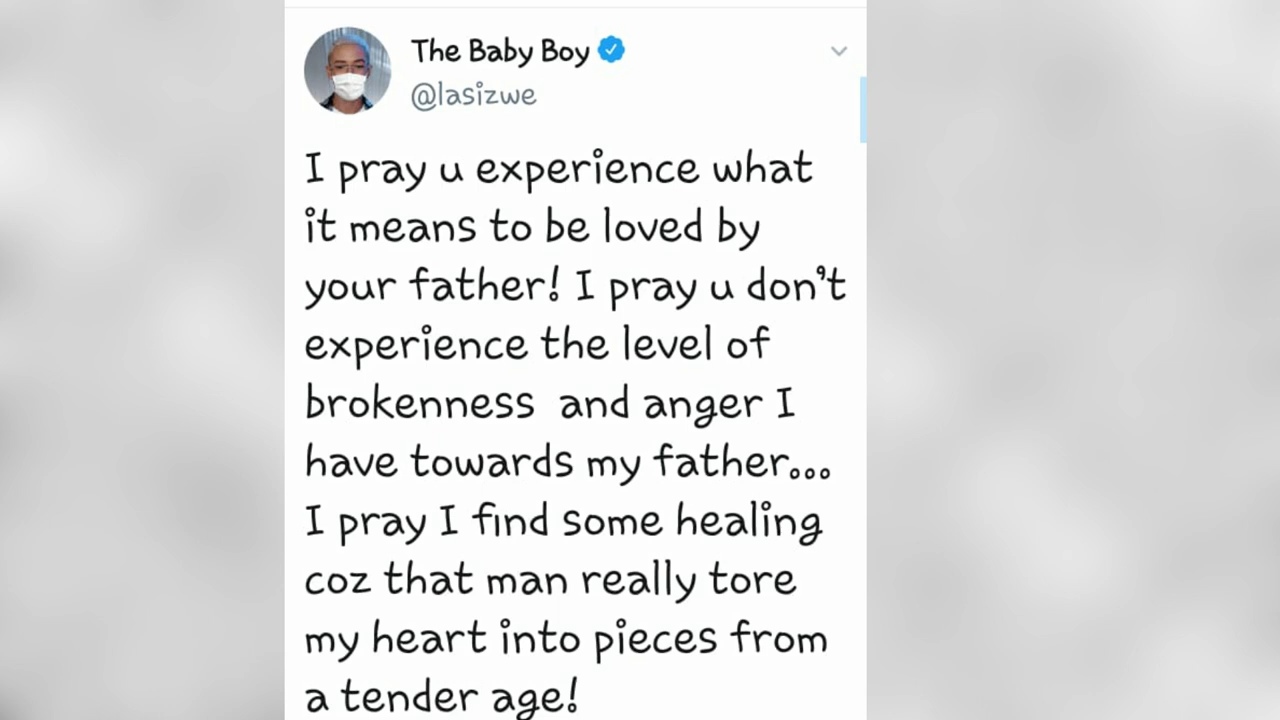 The Baby Boy
@lasizwe
I pray u experience what
it means to be loved by
your father! I pray u don't
experience the level of
brokenness and anger I
have towards my father...
I pray I find some healing
coz that man really tore
my heart into pieces from
a tender age!